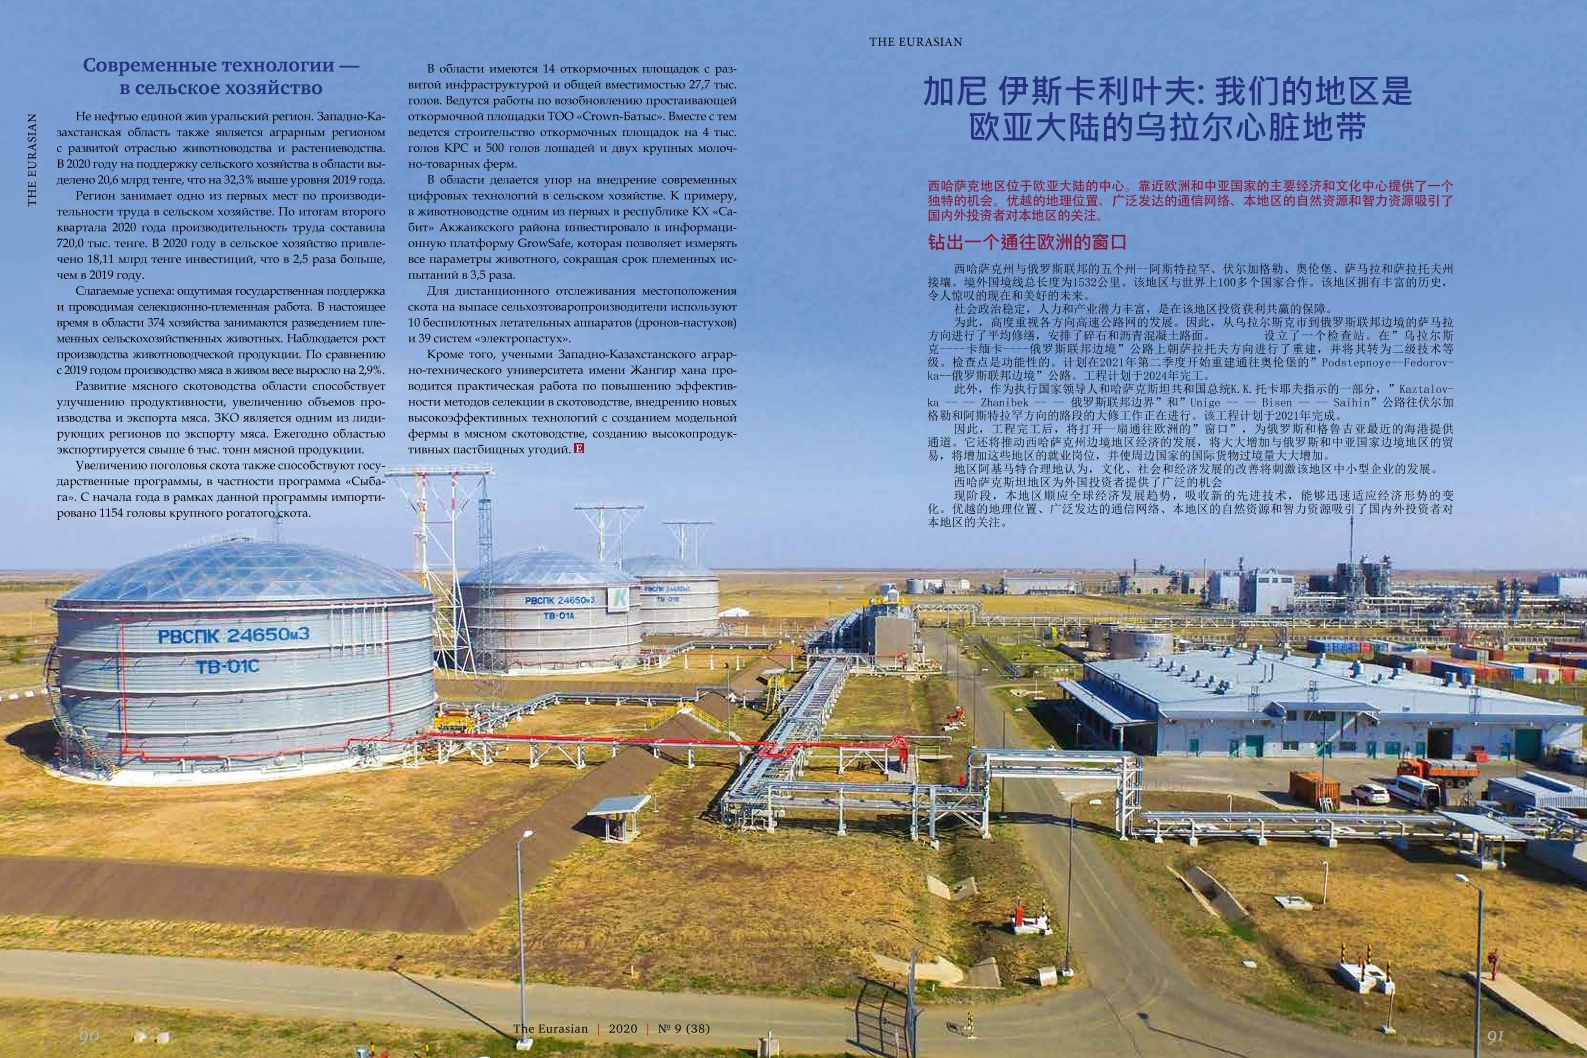 THE EURASIAN
Современные технологии —
в сельское хозяйство
Не нефтью единой жив уральский регион. Западно-Ка-
захстанская область также является аграрным регионом
с развитой отраслью животноводства и растениеводства.
В 2020 году на поддержку сельского хозяйства в области вы-
делено 20,6 млрд тенге, что на 32,3% выше уровня 2019 года.
Регион занимает одно из первых мест по производи-
тельности труда в сельском хозяйстве. По итогам второго
квартала 2020 года производительность труда составила
720,0 тыс. тенге. В 2020 году в сельское хозяйство привле-
чено 18,11 млрд тенге инвестиций, что в 2,5 раза больше,
чем в 2019 году.
Слагаемые успеха: ощутимая государственная поддержка
и проводимая селекционно-племенная работа. В настоящее
время в области 374 хозяйства занимаются разведением пле-
менных сельскохозяйственных животных. Наблюдается рост
производства животноводческой продукции. По сравнению
с 2019 годом производство мяса в живом весе выросло на 2,9%.
Развитие мясного скотоводства области способствует
улучшению продуктивности, увеличению объемов про-
изводства и экспорта мяса. ЗКО является одним из лиди-
рующих регионов по экспорту мяса. Ежегодно областью
экспортируется свыше 6 тыс. тонн мясной продукции.
Увеличению поголовья скота также способствуют госу-
дарственные программы, в частности программа «Сыба-
га». С начала года в рамках данной программы импорти-
ровано 1154 головы крупного рогатого скота.
В области имеются 14 откормочных площадок с раз-
витой инфраструктурой и общей вместимостью 27,7 тыс.
голов. Ведутся работы по возобновлению простаивающей
откормочной площадки ТОО «Crown-Батыс». Вместе с тем
ведется строительство откормочных площадок на 4 тыс.
голов КРС и 500 голов лошадей и двух крупных молоч-
но-товарных ферм.
В области делается упор на внедрение современных
цифровых технологий в сельском хозяйстве. К примеру,
в животноводстве одним из первых в республике КХ «Са-
бит» Акжаикского района инвестировало в информаци-
онную платформу GrowSafe, которая позволяет измерять
все параметры животного, сокращая срок племенных ис-
пытаний в 3,5 раза.
Для дистанционного отслеживания местоположения
скота на выпасе сельхозтоваропроизводители используют
10 беспилотных летательных аппаратов (дронов-пастухов)
и 39 систем «электропастух».
Кроме того, учеными Западно-Казахстанского аграр-
но-технического университета имени Жангир хана про-
водится практическая работа по повышению эффектив-
ности методов селекции в скотоводстве, внедрению новых
высокоэффективных технологий с созданием модельной
фермы в мясном скотоводстве, созданию высокопродук-
тивных пастбищных угодий. E
THE EURASIAN
加尼 伊斯卡利叶夫: 我们的地区是
欧亚大陆的乌拉尔心脏地带
西哈萨克地区位于欧亚大陆的中心。靠近欧洲和中亚国家的主要经济和文化中心提供了一个
独特的机会。优越的地理位置、广泛发达的通信网络、本地区的自然资源和智力资源吸引了
国内外投资者对本地区的关注。
钻出一个通往欧洲的窗口
西哈萨克州与俄罗斯联邦的五个州--阿斯特拉罕、伏尔加格勒、奥伦堡、萨马拉和萨拉托夫州
接壤。境外国境线总长度为1532公里。该地区与世界上100多个国家合作。该地区拥有丰富的历史，
令人惊叹的现在和美好的未来。
社会政治稳定，人力和产业潜力丰富，是在该地区投资获利共赢的保障。
为此，高度重视各方向高速公路网的发展。因此，从乌拉尔斯克市到俄罗斯联邦边境的萨马拉
方向进行了平均修缮，安排了碎石和沥青混凝土路面。 设立了一个检查站。在”乌拉尔斯
克----卡缅卡----俄罗斯联邦边境”公路上朝萨拉托夫方向进行了重建，并将其转为二级技术等
级。检查点是功能性的。计划在2021年第二季度开始重建通往奥伦堡的”Podstepnoye--Fedorov-
ka--俄罗斯联邦边境”公路。工程计划于2024年完工。
此外，作为执行国家领导人和哈萨克斯坦共和国总统K.K.托卡耶夫指示的一部分，”Kaztalov-
ka -- -- Zhanibek -- -- 俄罗斯联邦边界”和”Unige -- -- Bisen -- -- Saihin”公路往伏尔加
格勒和阿斯特拉罕方向的路段的大修工作正在进行。该工程计划于2021年完成。
因此，工程完工后，将打开一扇通往欧洲的”窗口”，为俄罗斯和格鲁吉亚最近的海港提供
通道。它还将推动西哈萨克州边境地区经济的发展，将大大增加与俄罗斯和中亚国家边境地区的贸
易，将增加这些地区的就业岗位，并使周边国家的国际货物过境量大大增加。
地区阿基马特合理地认为，文化、社会和经济发展的改善将刺激该地区中小型企业的发展。
西哈萨克斯坦地区为外国投资者提供了广泛的机会
现阶段，本地区顺应全球经济发展趋势，吸收新的先进技术，能够迅速适应经济形势的变
化。优越的地理位置、广泛发达的通信网络、本地区的自然资源和智力资源吸引了国内外投资者对
本地区的关注。
РВСПК 24650м3
ТВ-01С
РВСПК 24650м3
ТВ-01А
K
90
The Eurasian | 2020 | № 9 (38)
91